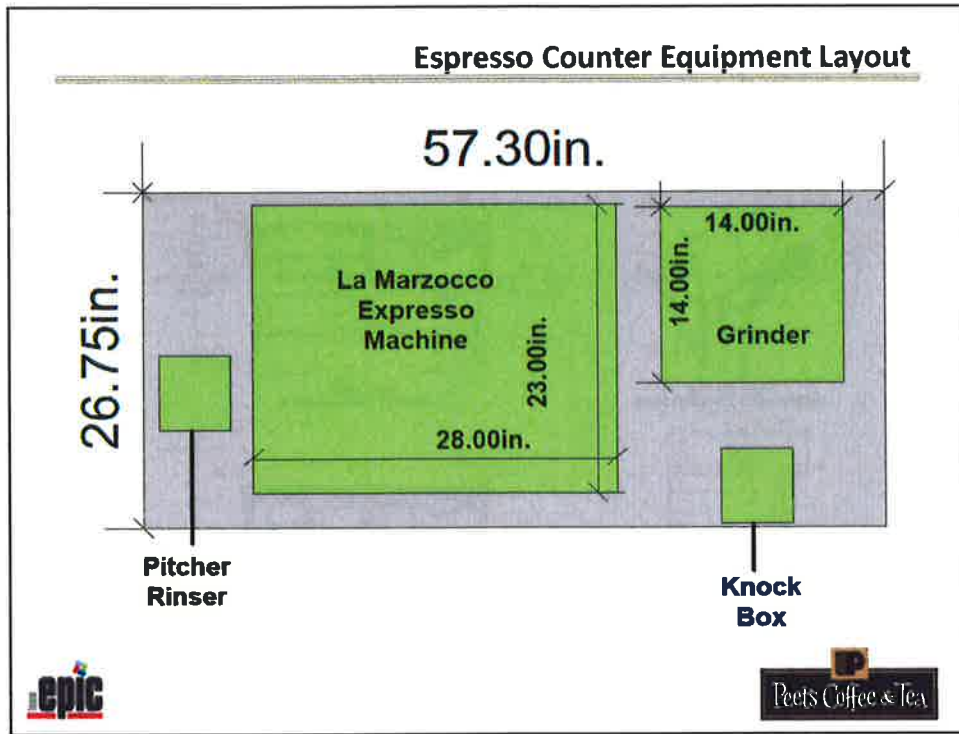 Espresso Counter Equipment Layout
57.30in.
26.75in.
La Marzocco
Expresso
Machine
23.00in.
28.00in.
14.00in.
14.00in.
Grinder
Pitcher
Rinser
Knock
Box
epic
Peets Coffee & Tea